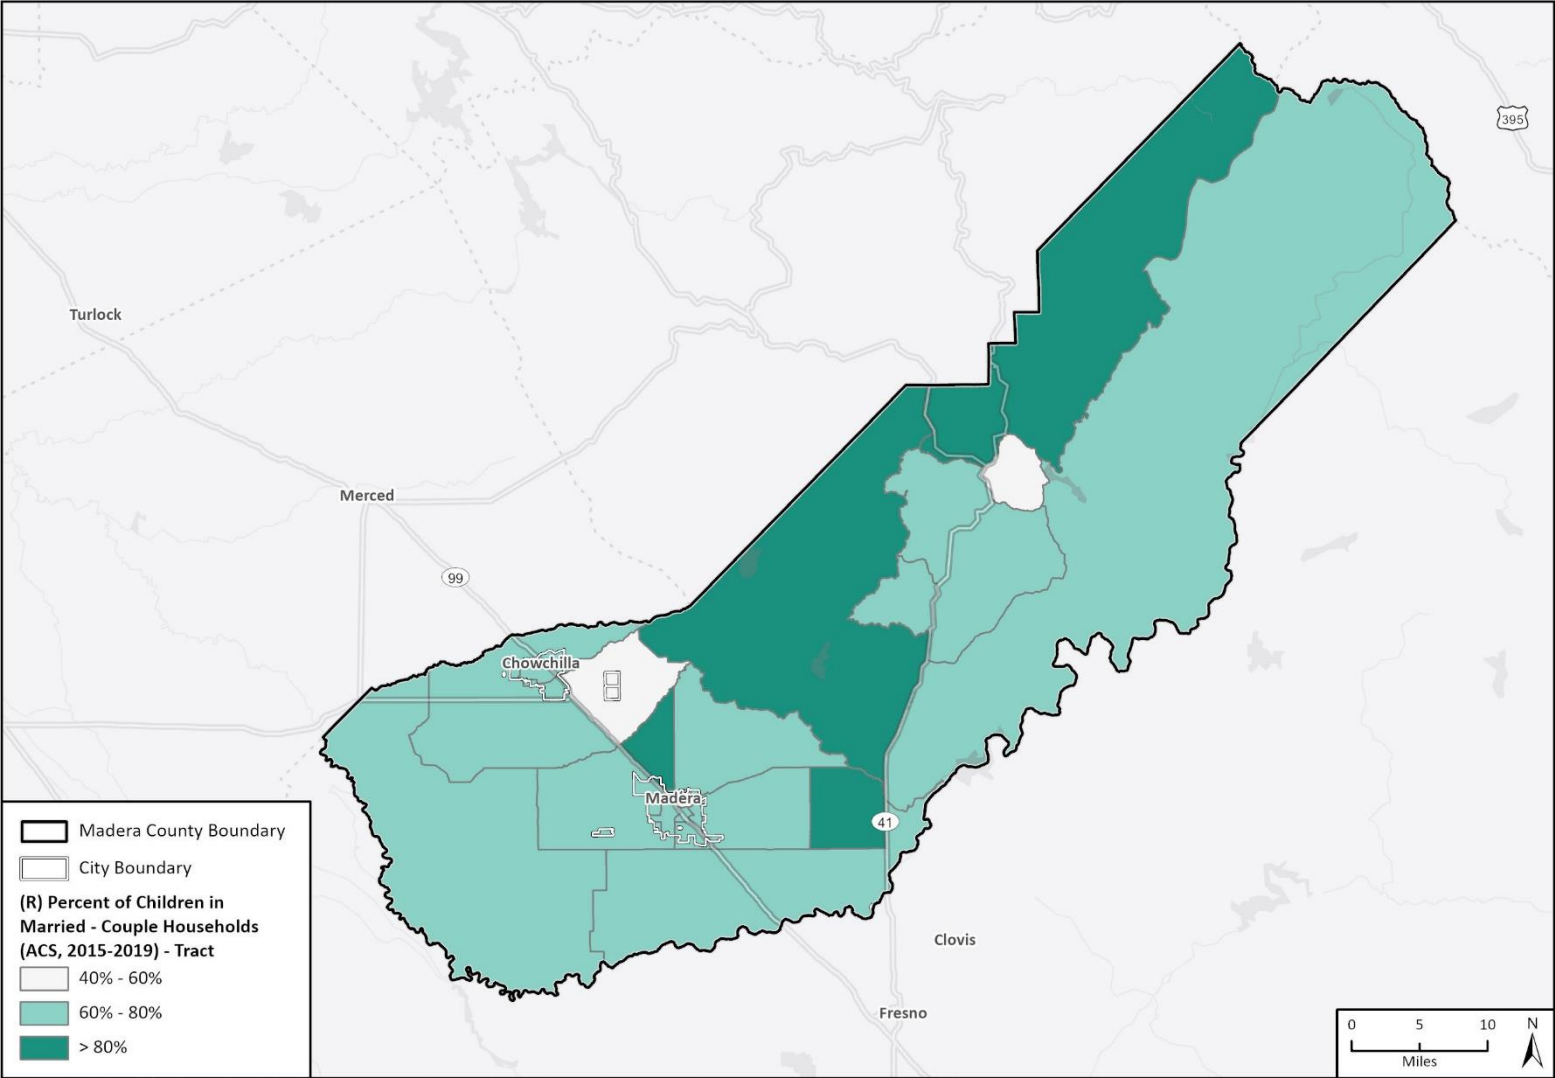 395
Turlock
Merced
99
Chowchilla
Madera
41
Clovis
Fresno
Madera County Boundary
City Boundary
(R) Percent of Children in
Married - Couple Households
(ACS, 2015-2019) - Tract
40% - 60%
60% - 80%
> 80%
0 5 10 N
Miles